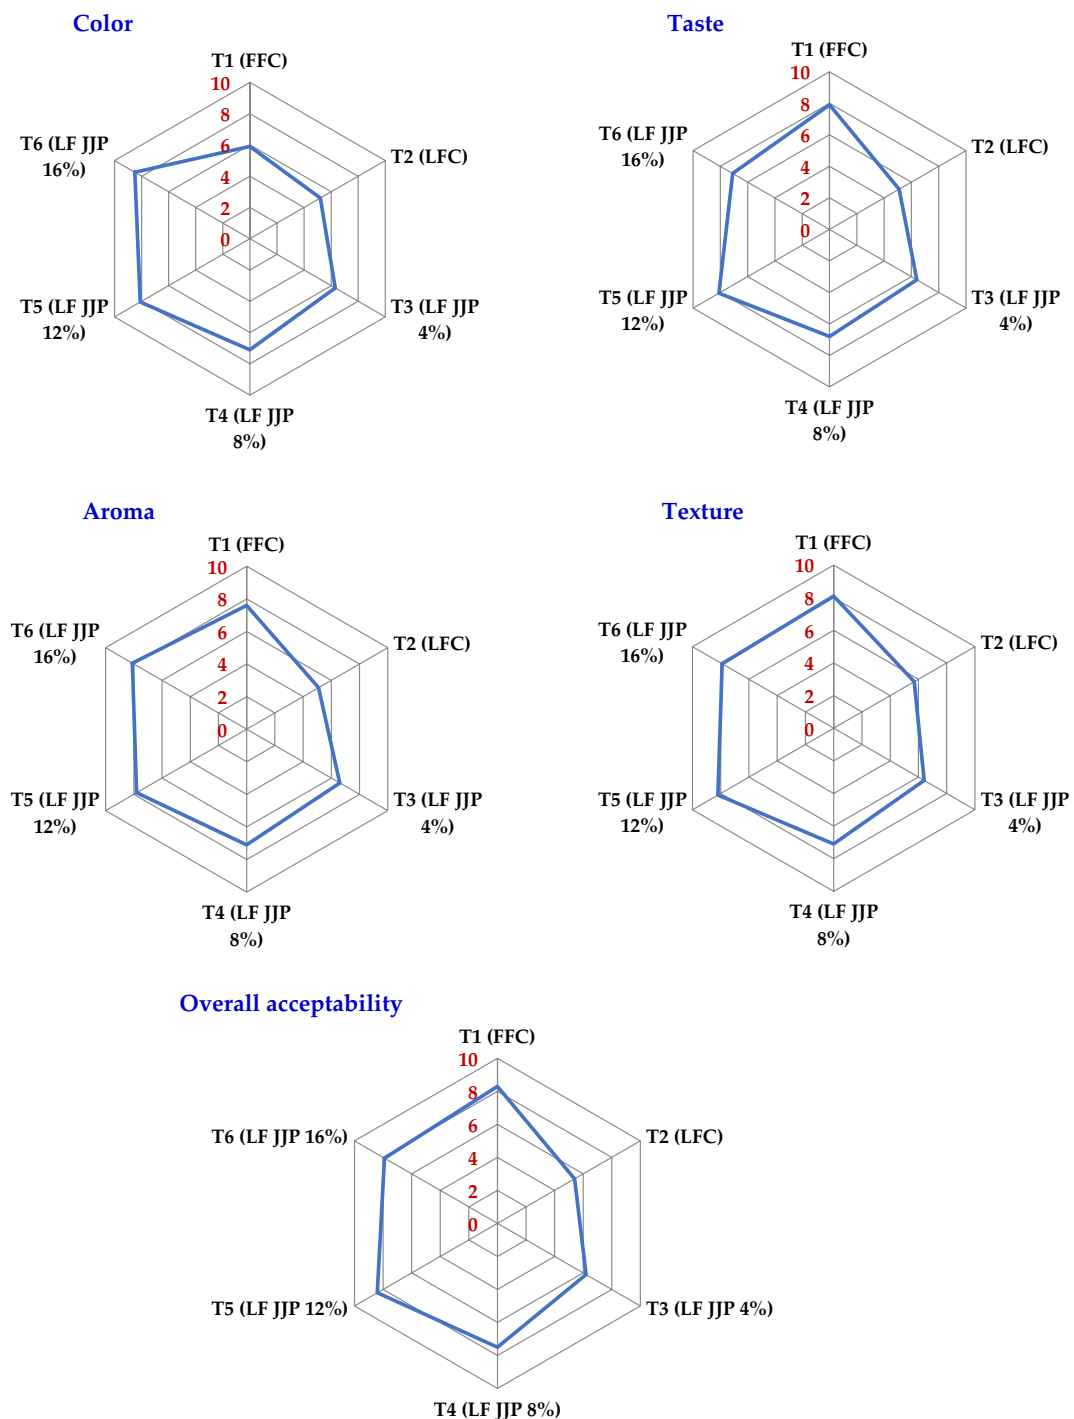 Color
T1 (FFC)
10
8
6
4
2
0
T2 (LFC)
T3 (LF JJP
4%)
T4 (LF JJP
8%)
T5 (LF JJP
12%)
T6 (LF JJP
16%)
Taste
T1 (FFC)
10
8
6
4
2
0
T2 (LFC)
T3 (LF JJP
4%)
T4 (LF JJP
8%)
T5 (LF JJP
12%)
T6 (LF JJP
16%)
Aroma
T1 (FFC)
10
8
6
4
2
0
T2 (LFC)
T3 (LF JJP
4%)
T4 (LF JJP
8%)
T5 (LF JJP
12%)
T6 (LF JJP
16%)
Texture
T1 (FFC)
10
8
6
4
2
0
T2 (LFC)
T3 (LF JJP
4%)
T4 (LF JJP
8%)
T5 (LF JJP
12%)
T6 (LF JJP
16%)
Overall acceptability
T1 (FFC)
10
8
6
4
2
0
T2 (LFC)
T3 (LF JJP 4%)
T4 (LF JJP 8%)
T5 (LF JJP 12%)
T6 (LF JJP 16%)